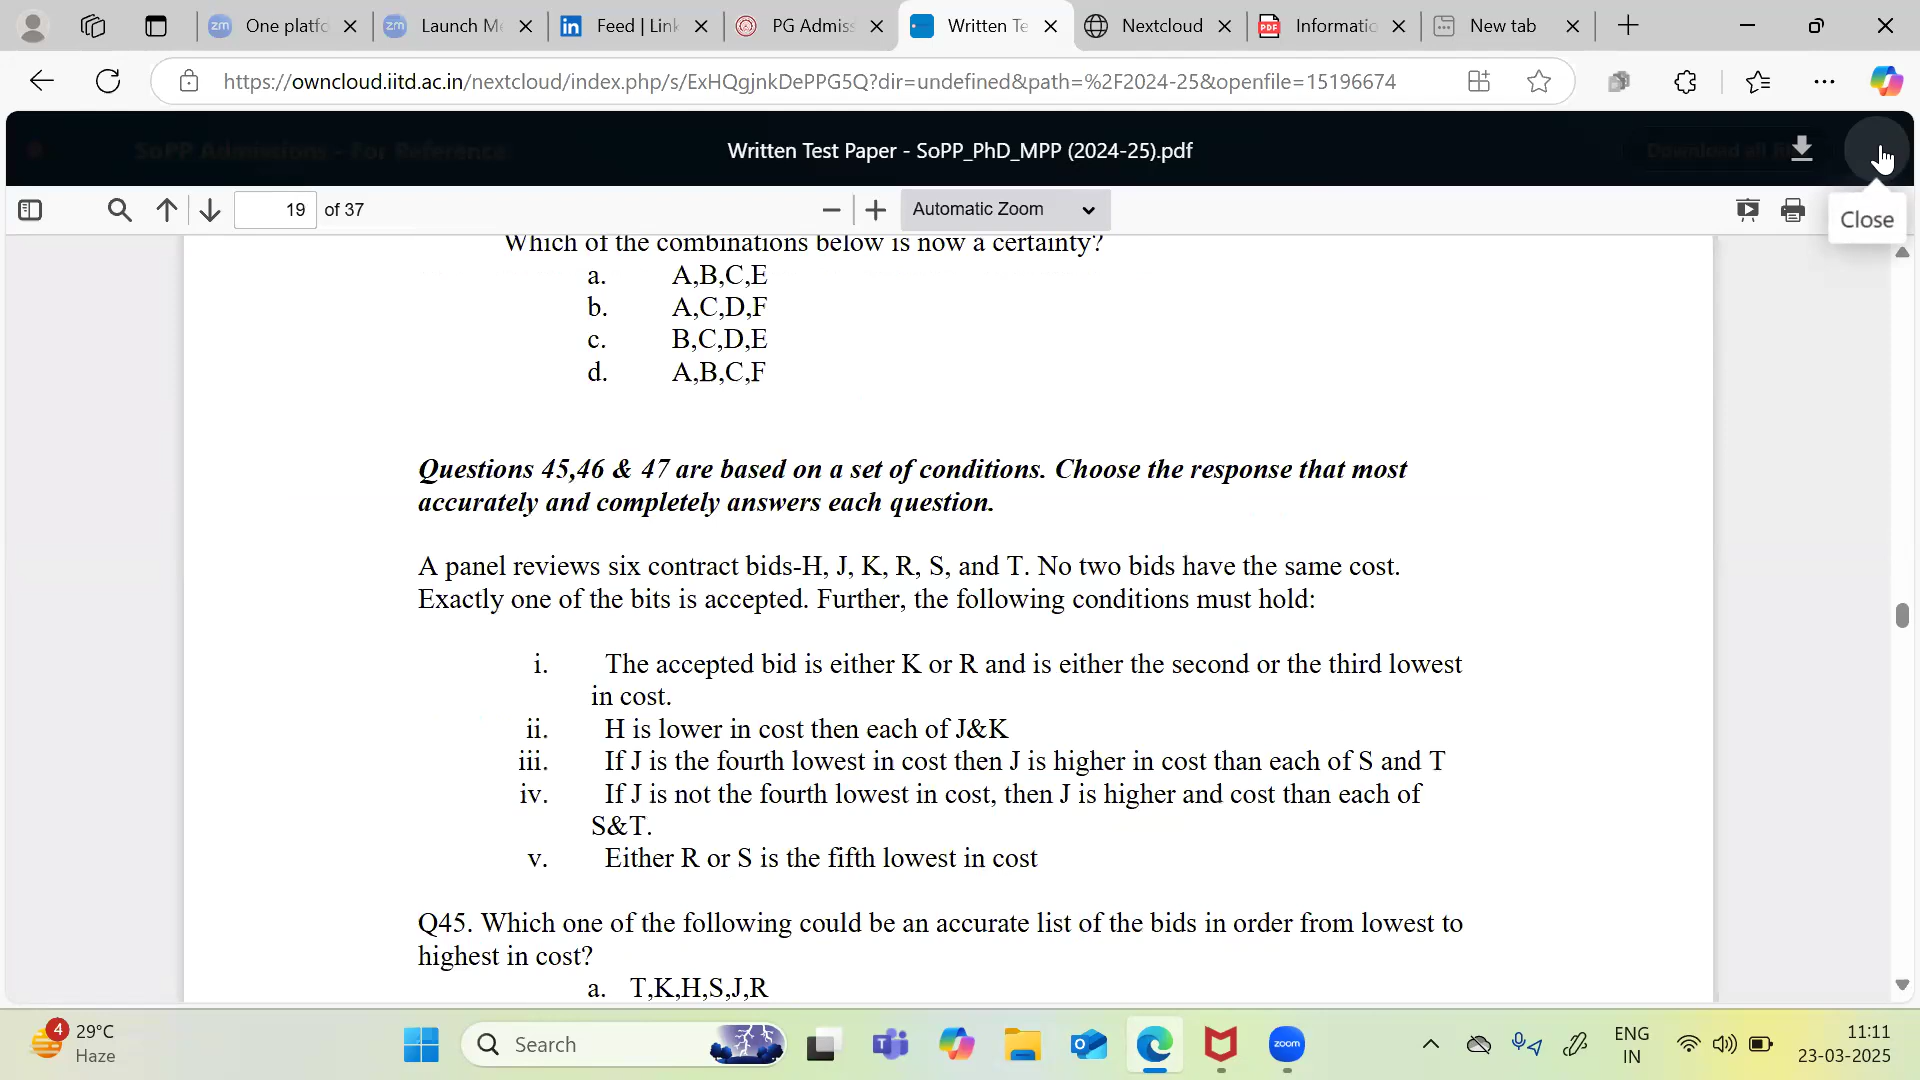 One platfo
Launch Me
Feed | Link
PG Admiss
Written Te
Nextcloud
Informatio
New tab
https://owncloud.iitd.ac.in/nextcloud/index.php/s/ExHQgjnkDePPG5Q?dir=undefined&path=%2F2024-25&openfile=15196674
SoPP Admissions - For Reference
Written Test Paper - SoPP_PhD_MPP (2024-25).pdf
Download all
19 of 37
Automatic Zoom
Close
Which of the combinations below is now a certainty?
a. A,B,C,E
b. A,C,D,F
c. B,C,D,E
d. A,B,C,F
Questions 45,46 & 47 are based on a set of conditions. Choose the response that most
accurately and completely answers each question.
A panel reviews six contract bids-H, J, K, R, S, and T. No two bids have the same cost.
Exactly one of the bits is accepted. Further, the following conditions must hold:
i. The accepted bid is either K or R and is either the second or the third lowest
in cost.
ii. H is lower in cost then each of J&K
iii. If J is the fourth lowest in cost then J is higher in cost than each of S and T
iv. If J is not the fourth lowest in cost, then J is higher and cost than each of
S&T.
v. Either R or S is the fifth lowest in cost
Q45. Which one of the following could be an accurate list of the bids in order from lowest to
highest in cost?
a. T,K,H,S,J,R
4
29°C
Haze
Search
zoom
ENG
IN
11:11
23-03-2025